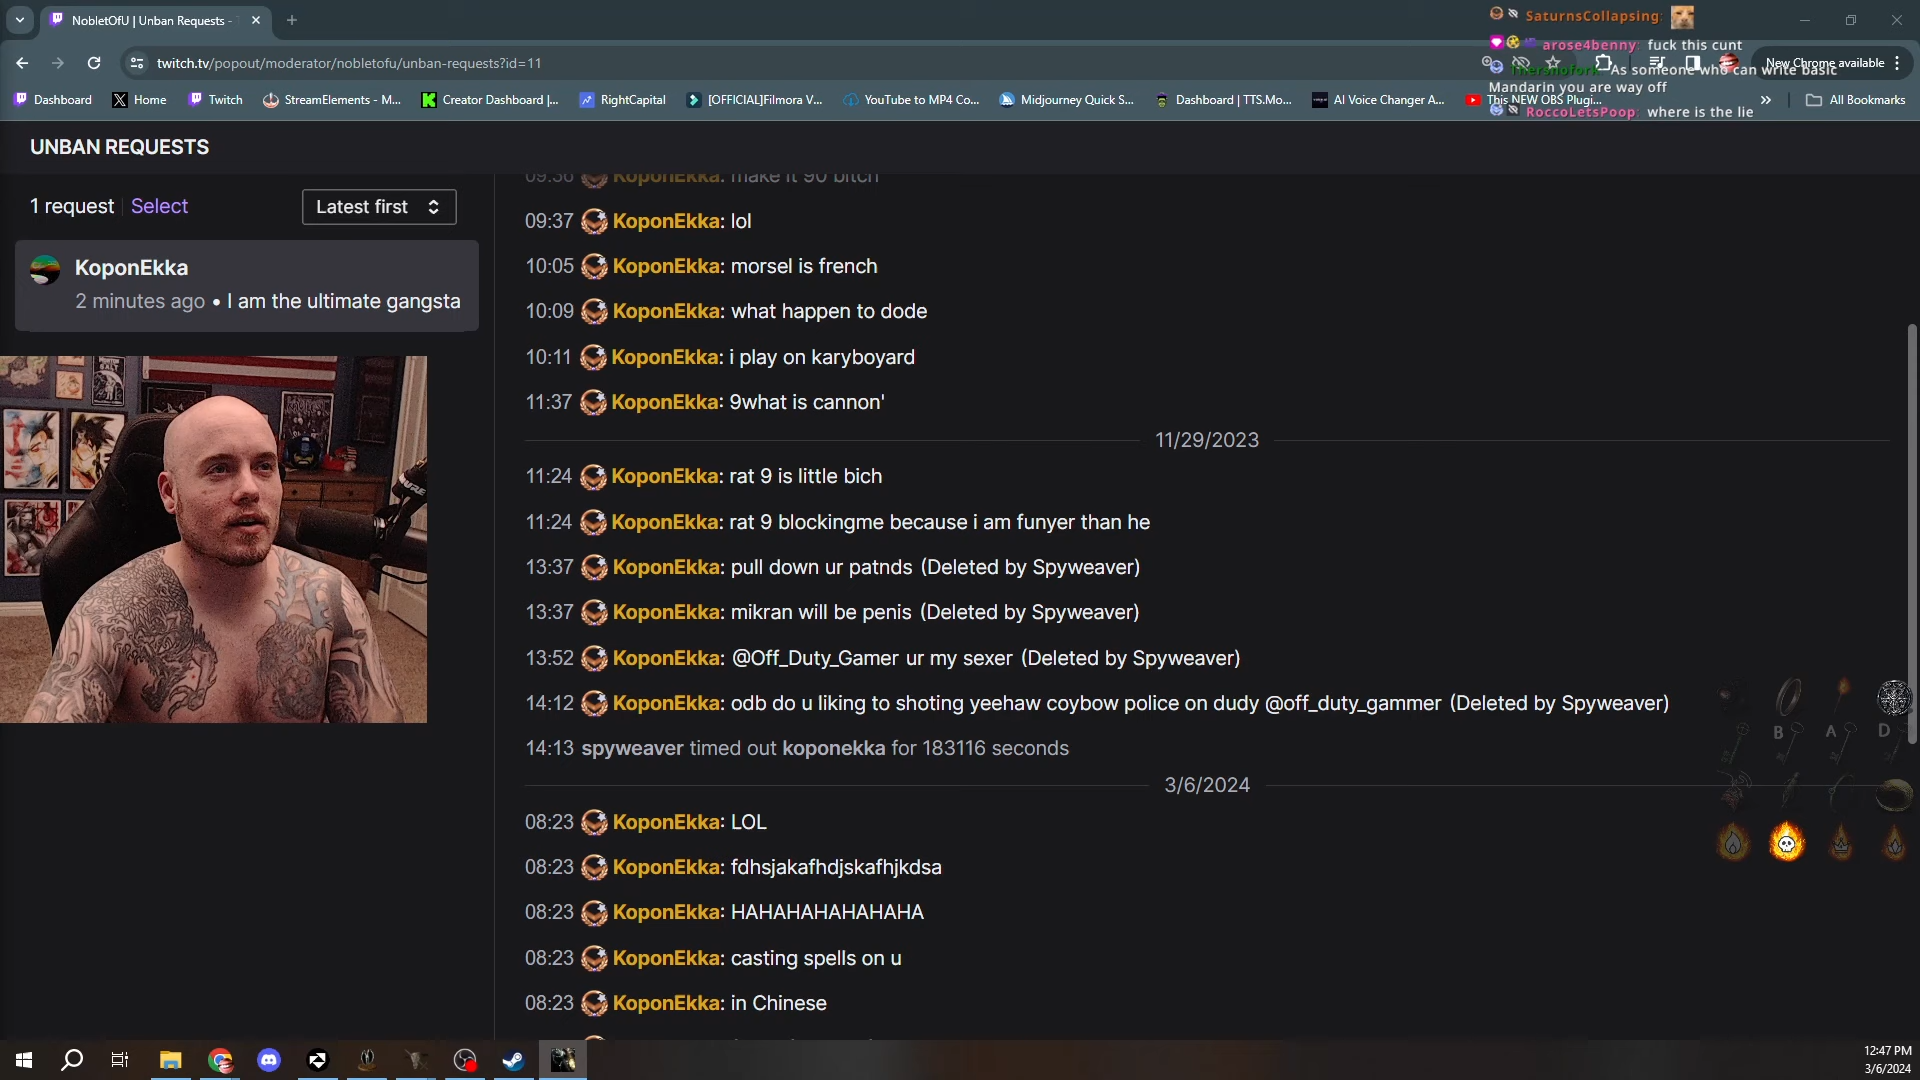 NobletOfU | Unban Requests -
SaturnsCollapsing:
arose4benny: fuck this cunt
twitch.tv/popout/moderator/nobletofu/unban-requests?id=11
New Chrome available
As someone who can write basic
Mandarin you are way off
RoccoLetsPoop: where is the lie
Dashboard
Home
Twitch
StreamElements - M...
Creator Dashboard |...
RightCapital
[OFFICIAL]Filmora V...
YouTube to MP4 Co...
Midjourney Quick S...
Dashboard | TTS.Mo...
AI Voice Changer A...
This NEW OBS Plugi...
All Bookmarks
UNBAN REQUESTS
1 request Select
Latest first
KoponEkka
2 minutes ago • I am the ultimate gangsta
09:36 KoponEkka: make it 90 bitch
09:37 KoponEkka: lol
10:05 KoponEkka: morsel is french
10:09 KoponEkka: what happen to dode
10:11 KoponEkka: i play on karyboyard
11:37 KoponEkka: 9what is cannon'
11/29/2023
11:24 KoponEkka: rat 9 is little bich
11:24 KoponEkka: rat 9 blockingme because i am funyer than he
13:37 KoponEkka: pull down ur patnds (Deleted by Spyweaver)
13:37 KoponEkka: mikran will be penis (Deleted by Spyweaver)
13:52 KoponEkka: @Off_Duty_Gamer ur my sexer (Deleted by Spyweaver)
14:12 KoponEkka: odb do u liking to shoting yeehaw coybow police on dudy @off_duty_gammer (Deleted by Spyweaver)
14:13 spyweaver timed out koponekka for 183116 seconds
3/6/2024
08:23 KoponEkka: LOL
08:23 KoponEkka: fdhsjakafhdjskafhjkdsa
08:23 KoponEkka: HAHAHAHAHAHAHA
08:23 KoponEkka: casting spells on u
08:23 KoponEkka: in Chinese
B A D
12:47 PM
3/6/2024